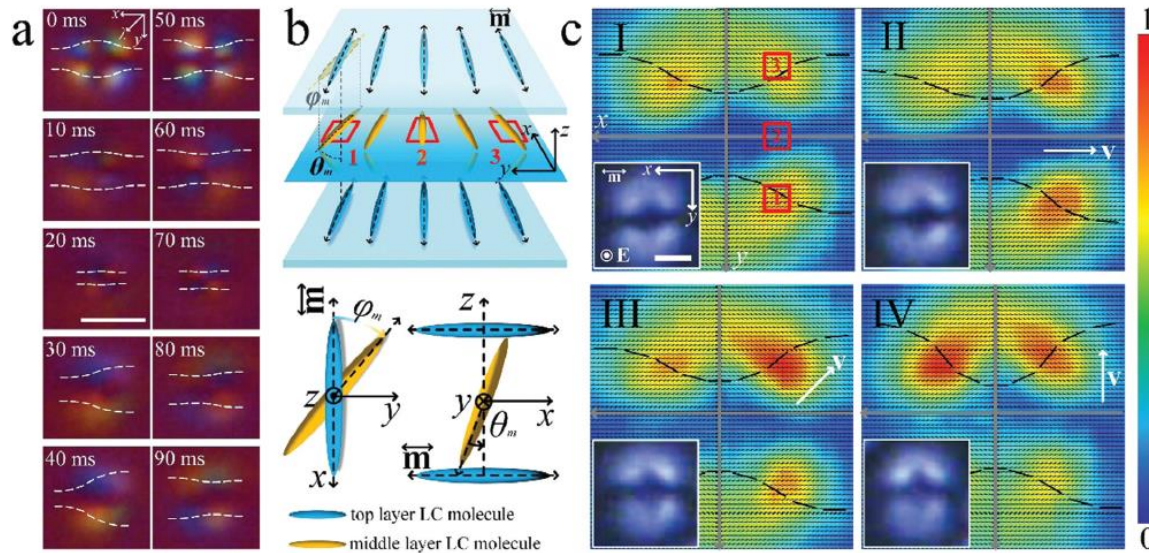 a
0 ms
x
y
50 ms
10 ms
60 ms
20 ms
70 ms
30 ms
80 ms
40 ms
90 ms
b
m
φm
θm
1
2
3
x
y
z
m
φm
z
y
x
z
y
x
θm
m
top layer LC molecule
middle layer LC molecule
c
I
3
x
2
1
m
x
y
E
y
II
v
III
v
IV
v
1
0